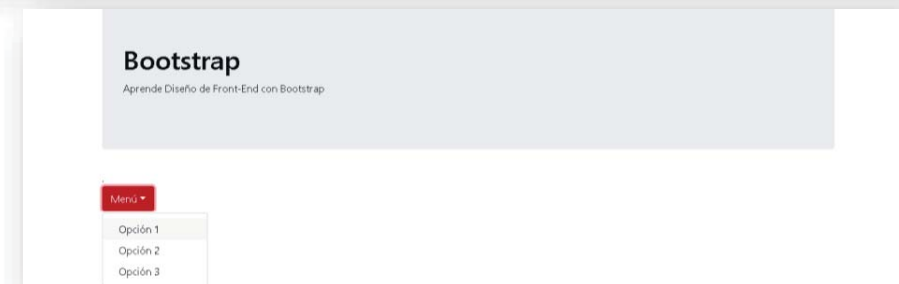 Bootstrap
Aprende Diseño de Front-End con Bootstrap
Menú
Opción 1
Opción 2
Opción 3